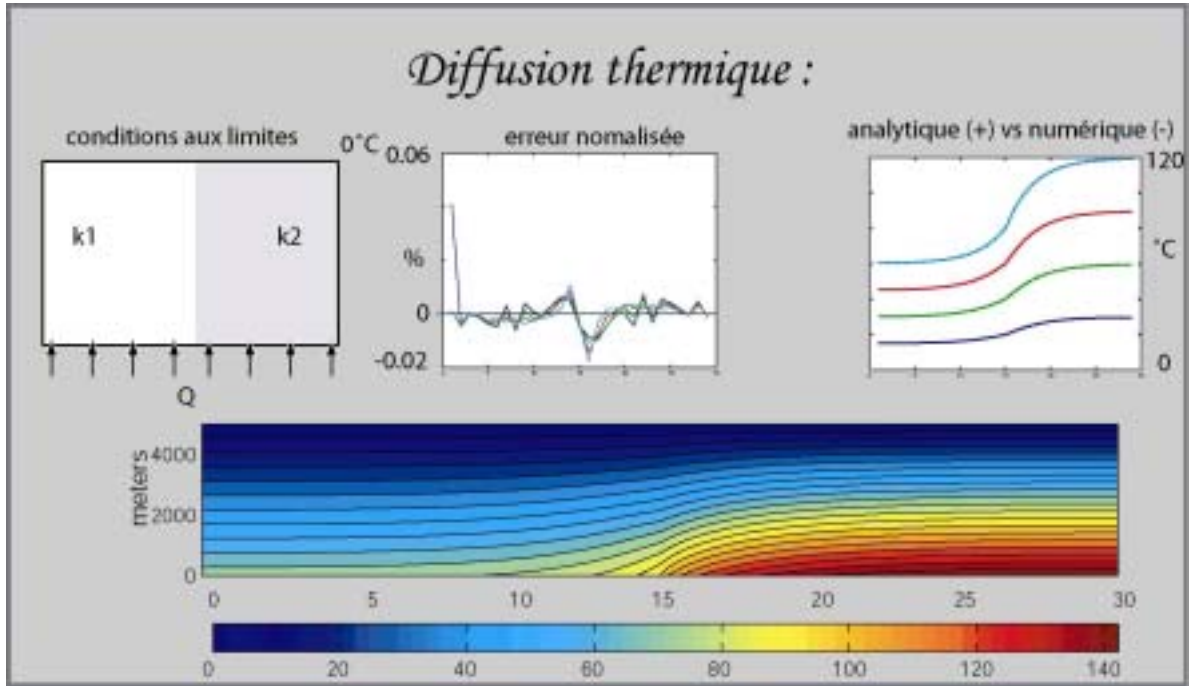 Diffusion thermique :
conditions aux limites
0°C
k1
k2
Q
erreur nomalisée
0.06
%
0
-0.02
analytique (+) vs numérique (-)
120
°C
0
meters
4000
2000
0
0 5 10 15 20 25 30
0 20 40 60 80 100 120 140